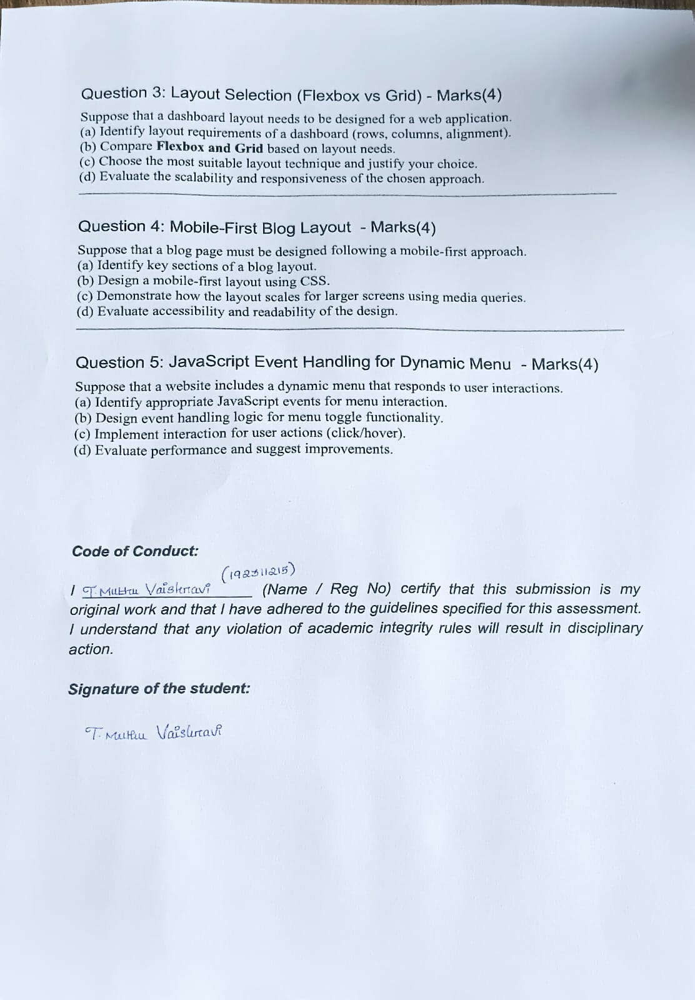 Question 3: Layout Selection (Flexbox vs Grid) - Marks(4)
Suppose that a dashboard layout needs to be designed for a web application.
(a) Identify layout requirements of a dashboard (rows, columns, alignment).
(b) Compare Flexbox and Grid based on layout needs.
(c) Choose the most suitable layout technique and justify your choice.
(d) Evaluate the scalability and responsiveness of the chosen approach.
Question 4: Mobile-First Blog Layout - Marks(4)
Suppose that a blog page must be designed following a mobile-first approach.
(a) Identify key sections of a blog layout.
(b) Design a mobile-first layout using CSS.
(c) Demonstrate how the layout scales for larger screens using media queries.
(d) Evaluate accessibility and readability of the design.
Question 5: JavaScript Event Handling for Dynamic Menu - Marks(4)
Suppose that a website includes a dynamic menu that responds to user interactions.
(a) Identify appropriate JavaScript events for menu interaction.
(b) Design event handling logic for menu toggle functionality.
(c) Implement interaction for user actions (click/hover).
(d) Evaluate performance and suggest improvements.
Code of Conduct:
(192311215)
I T. Muthu Vaishnavi (Name / Reg No) certify that this submission is my
original work and that I have adhered to the guidelines specified for this assessment.
I understand that any violation of academic integrity rules will result in disciplinary
action.
Signature of the student:
T. Muthu Vaishnavi